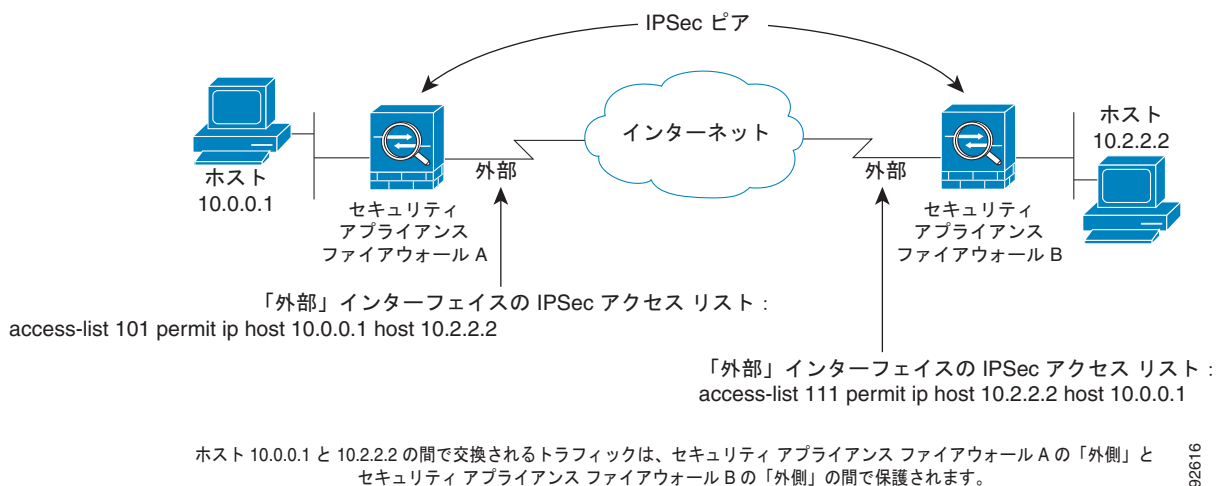 IPSec ピア
インターネット
ホスト
10.0.0.1
外部
セキュリティ
アプライアンス
ファイアウォール A
外部
セキュリティ
アプライアンス
ファイアウォール B
ホスト
10.2.2.2
「外部」インターフェイスの IPSec アクセス リスト：
access-list 101 permit ip host 10.0.0.1 host 10.2.2.2
「外部」インターフェイスの IPSec アクセス リスト：
access-list 111 permit ip host 10.2.2.2 host 10.0.0.1
ホスト 10.0.0.1 と 10.2.2.2 の間で交換されるトラフィックは、セキュリティ アプライアンス ファイアウォール A の「外側」と
セキュリティ アプライアンス ファイアウォール B の「外側」の間で保護されます。
92616